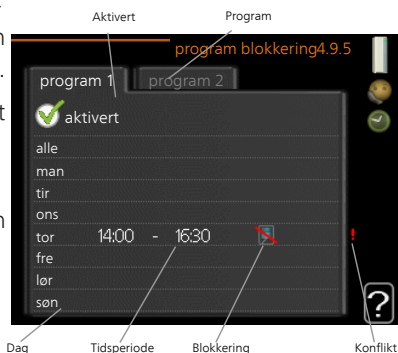 Aktivert Program
program blokkering4.9.5
program 1 program 2
aktivert
alle
man
tir
ons
tor 14:00 - 16:30 !
fre
lør
søn
?
Dag Tidsperiode Blokkering Konflikt